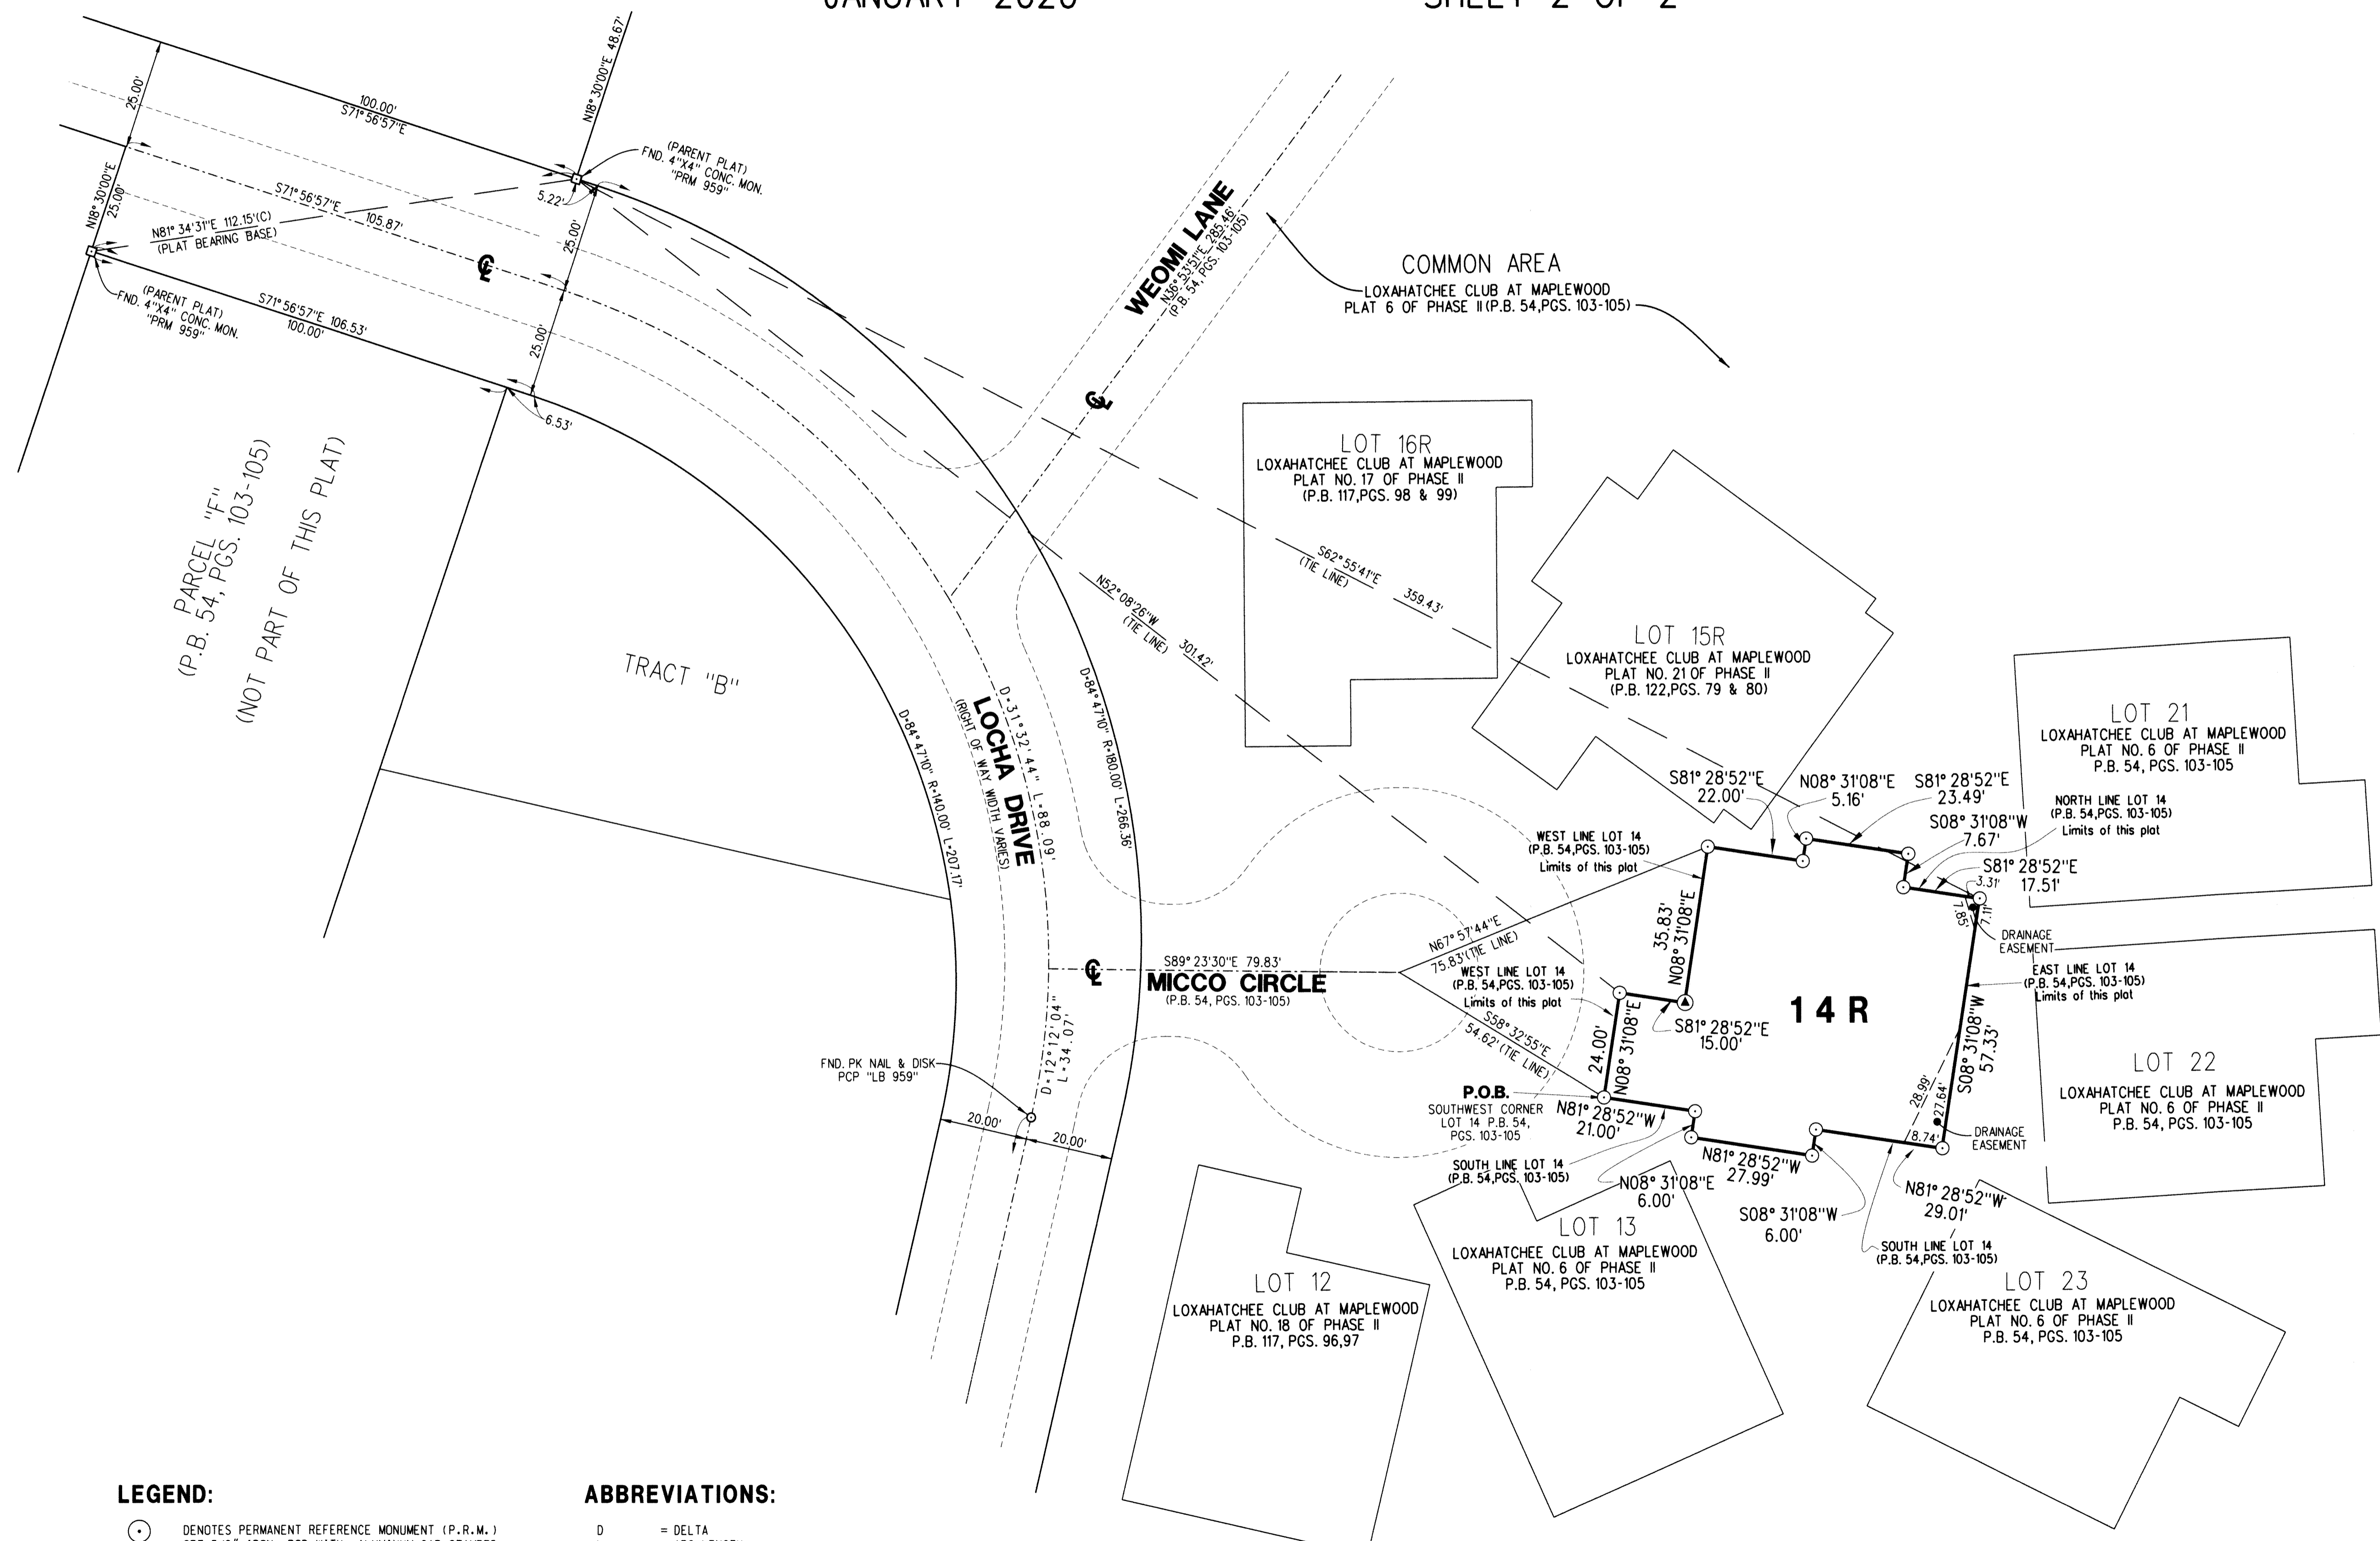 JANUARY 2020
SHEET 2 OF 2
25.00'
100.00'
S71°56'57"E
N18°30'00"E 48.67'
(PARENT PLAT)
FND. 4"X4" CONC. MON.
"PRM 959"
5.22'
N18°30'00"E
25.00'
S71°56'57"E 105.87'
N81°34'31"E 112.15'(C)
(PLAT BEARING BASE)
25.00'
25.00'
(PARENT PLAT)
FND. 4"X4" CONC. MON.
"PRM 959"
S71°56'57"E 106.53'
100.00'
6.53'
WEOMI LANE
N36°53'51"E 285.46'
(P.B. 54, PGS. 103-105)
COMMON AREA
LOXAHATCHEE CLUB AT MAPLEWOOD
PLAT 6 OF PHASE II (P.B. 54,PGS. 103-105)
PARCEL "F"
(P.B. 54, PGS. 103-105)
(NOT PART OF THIS PLAT)
TRACT "B"
LOT 16R
LOXAHATCHEE CLUB AT MAPLEWOOD
PLAT NO. 17 OF PHASE II
(P.B. 117,PGS. 98 & 99)
S62°55'41"E 359.43'
(TIE LINE)
N52°08'26"W 301.42'
(TIE LINE)
LOT 15R
LOXAHATCHEE CLUB AT MAPLEWOOD
PLAT NO. 21 OF PHASE II
(P.B. 122,PGS. 79 & 80)
LOT 21
LOXAHATCHEE CLUB AT MAPLEWOOD
PLAT NO. 6 OF PHASE II
P.B. 54, PGS. 103-105
D=84°47'10" R=140.00' L=207.17'
LOCHA DRIVE
(RIGHT OF WAY WIDTH VARIES)
D=31°32'44" L=88.09'
D=84°47'10" R=180.00' L=266.36'
S81°28'52"E
22.00'
N08°31'08"E
5.16'
S81°28'52"E
23.49'
NORTH LINE LOT 14
(P.B. 54,PGS. 103-105)
Limits of this plat
S08°31'08"W
7.67'
S81°28'52"E
17.51'
3.31'
7.85'
7.11'
DRAINAGE
EASEMENT
WEST LINE LOT 14
(P.B. 54,PGS. 103-105)
Limits of this plat
35.83'
N08°31'08"E
N67°57'44"E
75.83'(TIE LINE)
S89°23'30"E 79.83'
MICCO CIRCLE
(P.B. 54, PGS. 103-105)
WEST LINE LOT 14
(P.B. 54,PGS. 103-105)
Limits of this plat
S58°32'55"E
54.62' (TIE LINE)
24.00'
N08°31'08"E
S81°28'52"E
15.00'
14R
EAST LINE LOT 14
(P.B. 54,PGS. 103-105)
Limits of this plat
S08°31'08"W
57.33'
28.99'
27.64'
8.74'
DRAINAGE
EASEMENT
LOT 22
LOXAHATCHEE CLUB AT MAPLEWOOD
PLAT NO. 6 OF PHASE II
P.B. 54, PGS. 103-105
FND. PK NAIL & DISK
PCP "LB 959"
D=12°12'04"
L=34.07'
20.00'
20.00'
P.O.B.
SOUTHWEST CORNER
LOT 14 P.B. 54,
PGS. 103-105
N81°28'52"W
21.00'
SOUTH LINE LOT 14
(P.B. 54,PGS. 103-105)
N08°31'08"E
6.00'
N81°28'52"W
27.99'
S08°31'08"W
6.00'
N81°28'52"W
29.01'
SOUTH LINE LOT 14
(P.B. 54,PGS. 103-105)
LOT 12
LOXAHATCHEE CLUB AT MAPLEWOOD
PLAT NO. 18 OF PHASE II
P.B. 117, PGS. 96,97
LOT 13
LOXAHATCHEE CLUB AT MAPLEWOOD
PLAT NO. 6 OF PHASE II
P.B. 54, PGS. 103-105
LOT 23
LOXAHATCHEE CLUB AT MAPLEWOOD
PLAT NO. 6 OF PHASE II
P.B. 54, PGS. 103-105
LEGEND:
DENOTES PERMANENT REFERENCE MONUMENT (P.R.M.)
ABBREVIATIONS:
D = DELTA